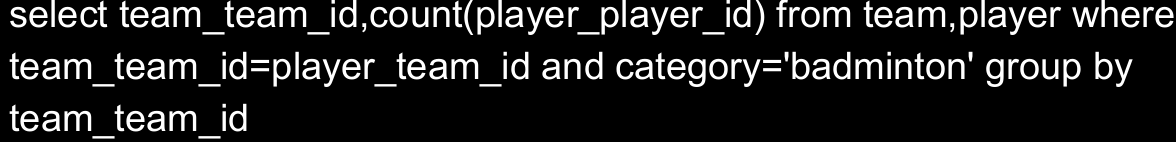 select team_team_id,count(player_player_id) from team,player where
team_team_id=player_team_id and category='badminton' group by
team_team_id